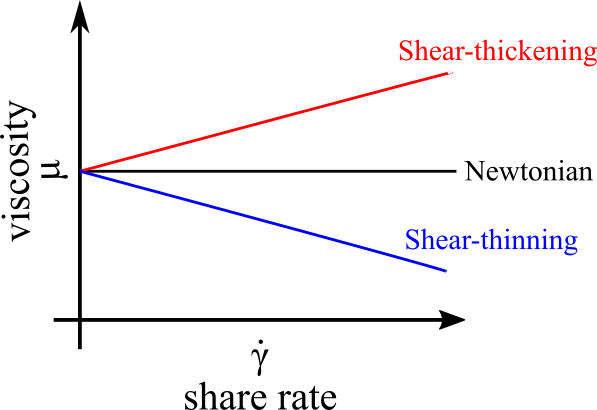 Shear-thickening
viscosity
μ
Newtonian
Shear-thinning
γ̇
share rate